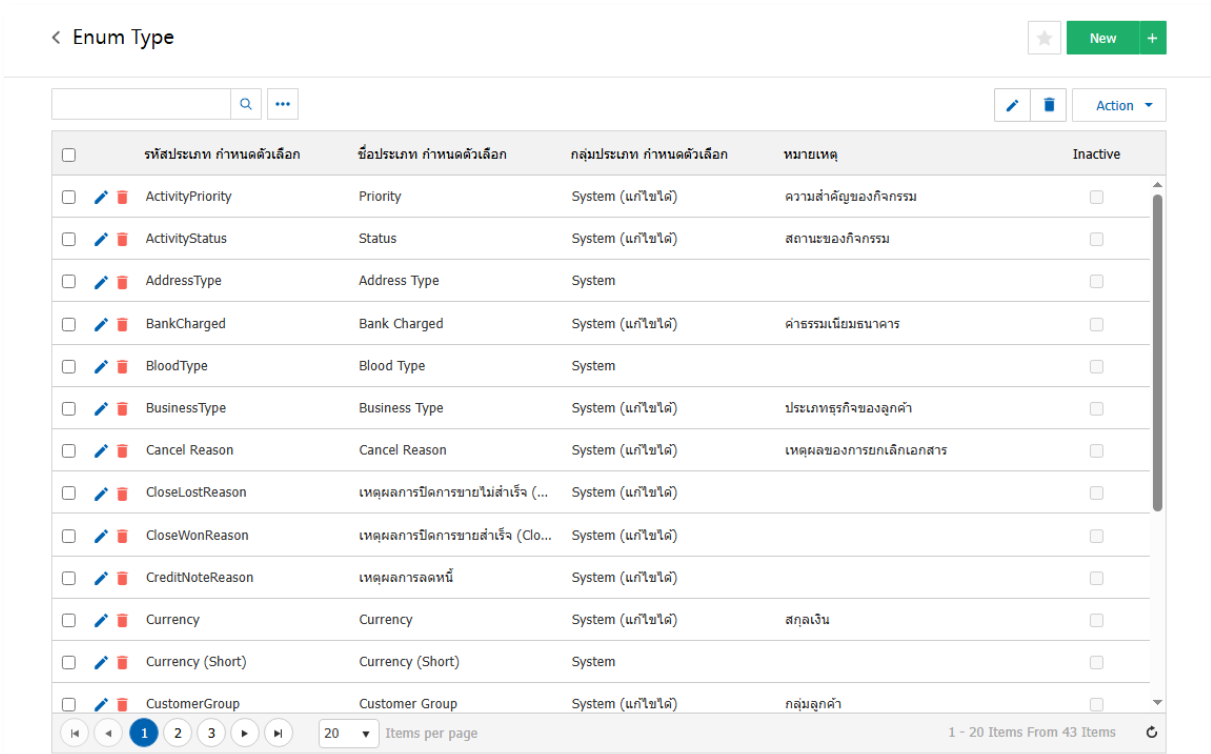 Enum Type
New +
Action
รหัสประเภท กำหนดตัวเลือก ชื่อประเภท กำหนดตัวเลือก กลุ่มประเภท กำหนดตัวเลือก หมายเหตุ Inactive
ActivityPriority Priority System (แก้ไขได้) ความสำคัญของกิจกรรม
ActivityStatus Status System (แก้ไขได้) สถานะของกิจกรรม
AddressType Address Type System
BankCharged Bank Charged System (แก้ไขได้) ค่าธรรมเนียมธนาคาร
BloodType Blood Type System
BusinessType Business Type System (แก้ไขได้) ประเภทธุรกิจของลูกค้า
Cancel Reason Cancel Reason System (แก้ไขได้) เหตุผลของการยกเลิกเอกสาร
CloseLostReason เหตุผลการปิดการขายไม่สำเร็จ (... System (แก้ไขได้)
CloseWonReason เหตุผลการปิดการขายสำเร็จ (Clo... System (แก้ไขได้)
CreditNoteReason เหตุผลการลดหนี้ System (แก้ไขได้)
Currency Currency System (แก้ไขได้) สกุลเงิน
Currency (Short) Currency (Short) System
CustomerGroup Customer Group System (แก้ไขได้) กลุ่มลูกค้า
1 2 3 20 Items per page 1 - 20 Items From 43 Items